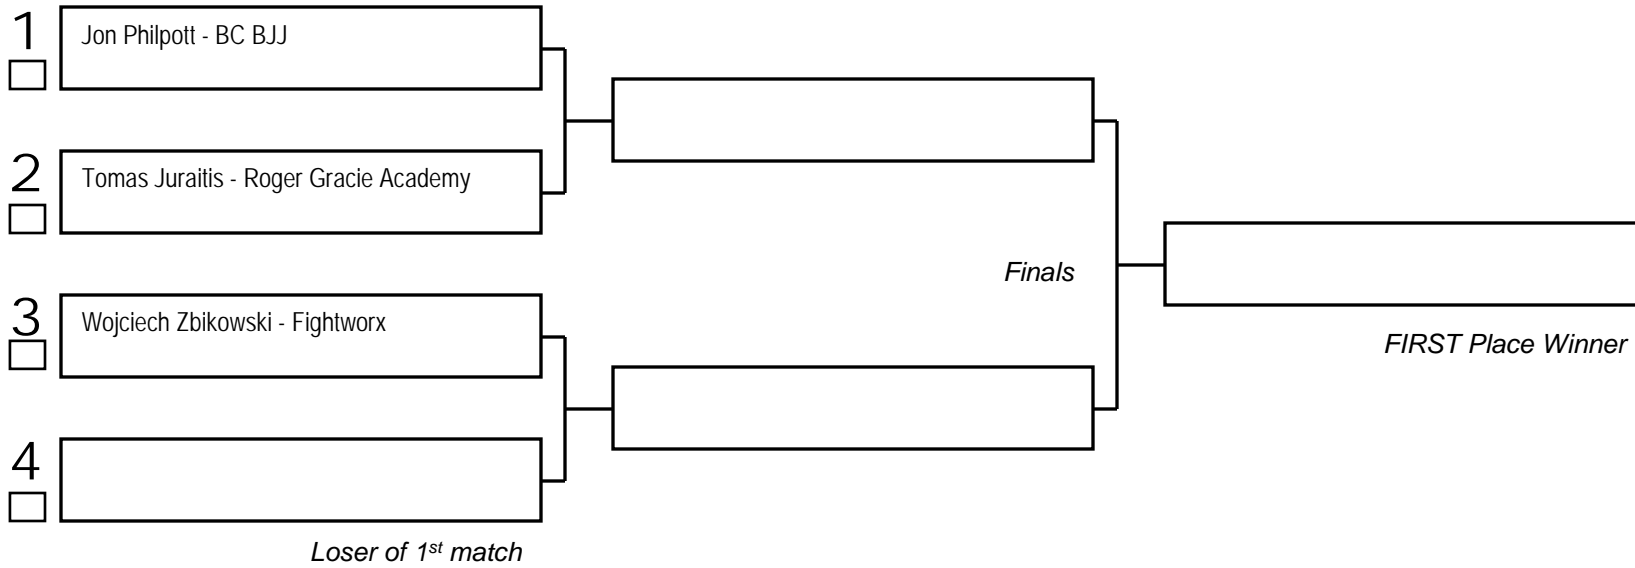 1
Jon Philpott - BC BJJ
2
Tomas Juraitis - Roger Gracie Academy
Finals
3
Wojciech Zbikowski - Fightworx
FIRST Place Winner
4
Loser of 1st match